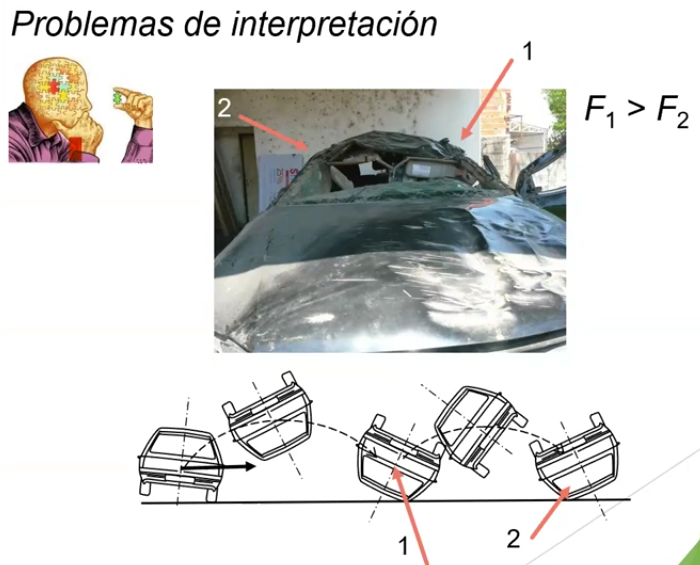 Problemas de interpretación
1
2
F₁ > F₂
1
2